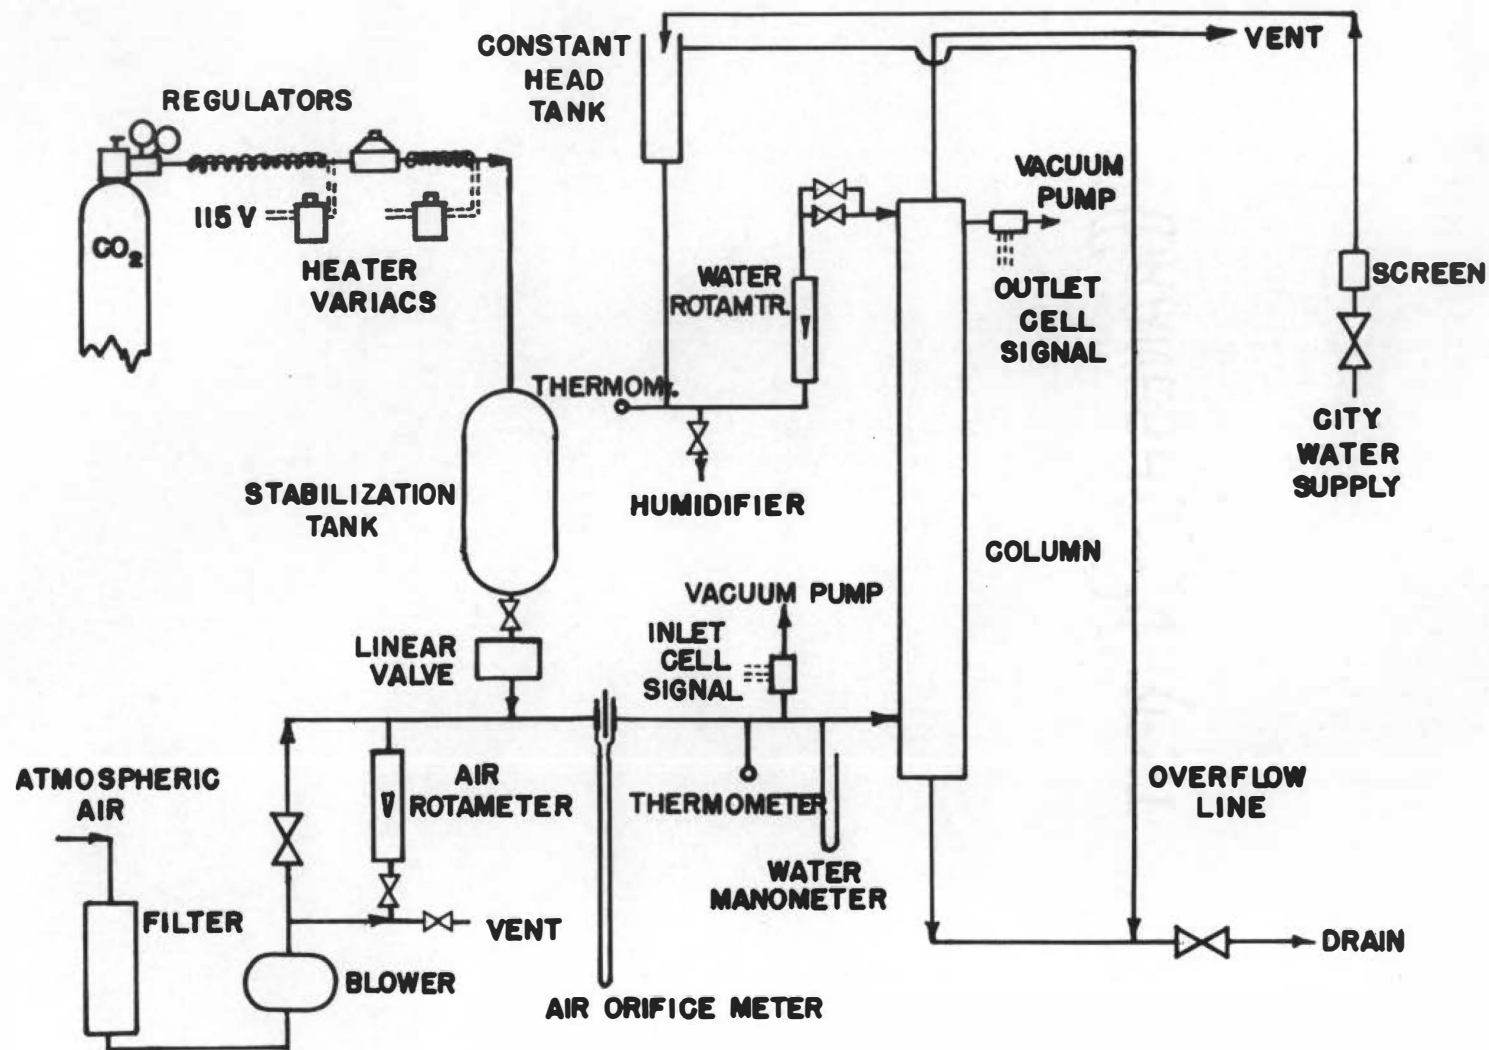 CONSTANT
HEAD
TANK
VENT
REGULATORS
VACUUM
PUMP
115 V
CO2
HEATER
VARIACS
WATER
ROTAMTR.
OUTLET
CELL
SIGNAL
SCREEN
THERMOMr.
CITY
WATER
SUPPLY
STABILIZATION
TANK
HUMIDIFIER
COLUMN
VACUUM PUMP
LINEAR
VALVE
INLET
CELL
SIGNAL
ATMOSPHERIC
AIR
AIR
ROTAMETER
THERMOMETER
OVERFLOW
LINE
WATER
MANOMETER
FILTER
VENT
DRAIN
BLOWER
AIR ORIFICE METER